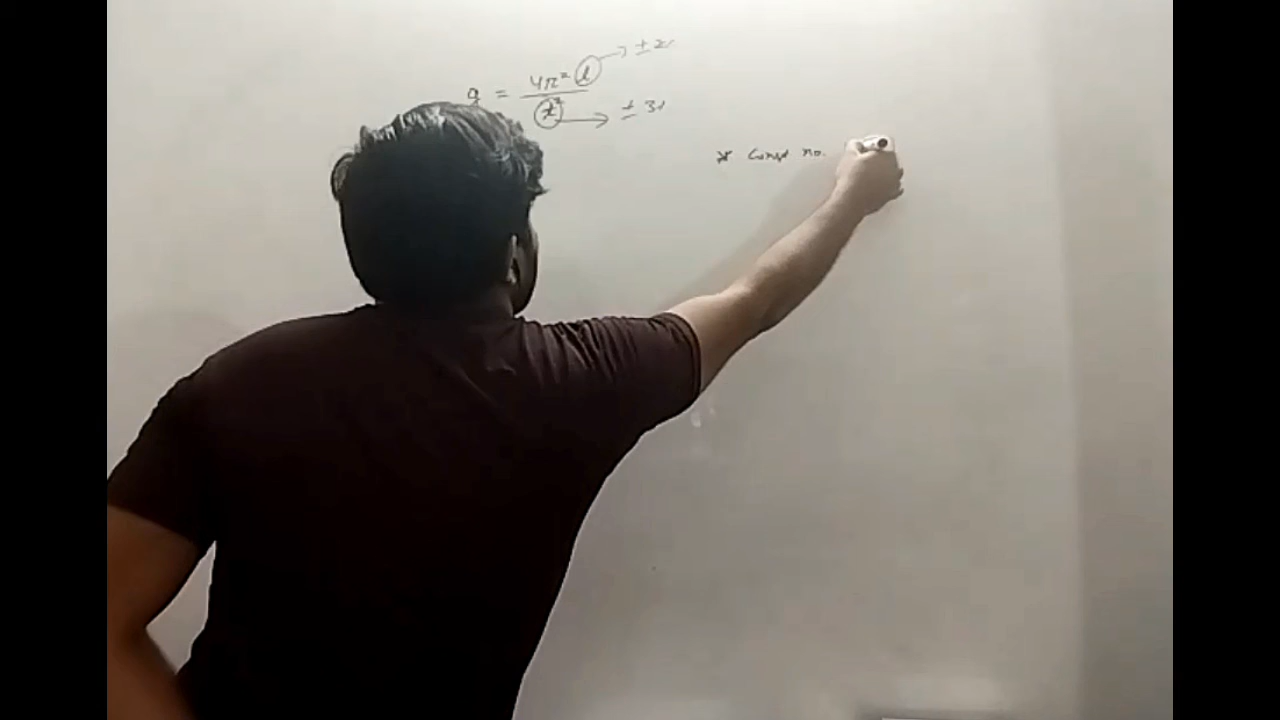 g = 4π² l → ± 2
t² → ± 3
* Const no.